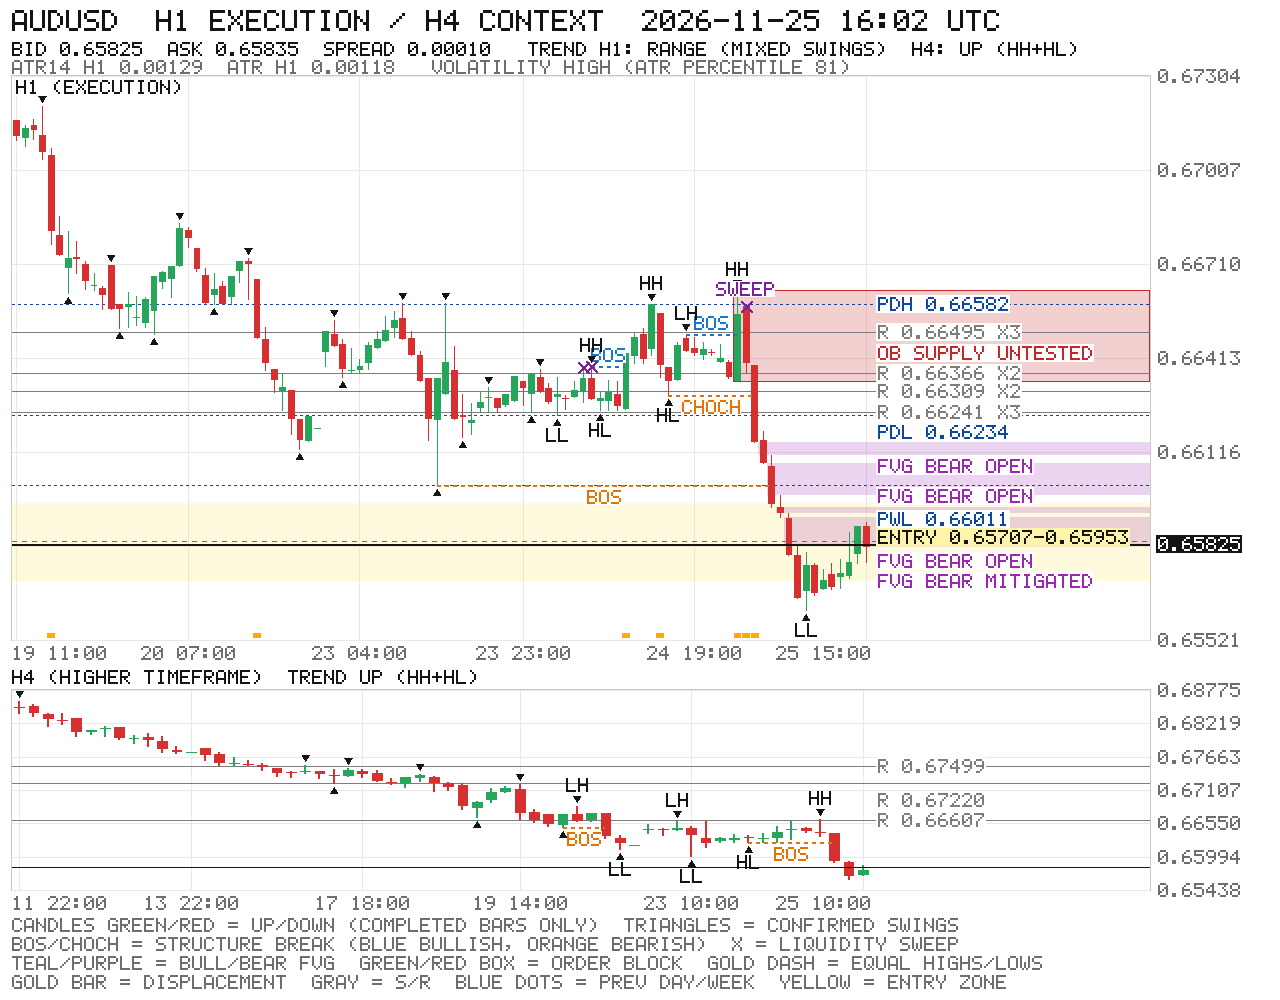 AUDUSD  H1 EXECUTION / H4 CONTEXT  2026-11-25 16:02 UTC
BID 0.65825  ASK 0.65835  SPREAD 0.00010   TREND H1: RANGE (MIXED SWINGS)  H4: UP (HH+HL)
ATR14 H1 0.00129  ATR H1 0.00118   VOLATILITY HIGH (ATR PERCENTILE 81)
H1 (EXECUTION)
0.67304
0.67007
0.66710
0.66413
0.66116
0.65825
0.65521
HH
HH
SWEEP
LH
BOS
HH
BOS
CHOCH
HL
LL
HL
BOS
LL
PDH 0.66582
R 0.66495 X3
OB SUPPLY UNTESTED
R 0.66366 X2
R 0.66309 X2
R 0.66241 X3
PDL 0.66234
FVG BEAR OPEN
FVG BEAR OPEN
PWL 0.66011
ENTRY 0.65707-0.65953
FVG BEAR OPEN
FVG BEAR MITIGATED
19 11:00  20 07:00  23 04:00  23 23:00  24 19:00  25 15:00
H4 (HIGHER TIMEFRAME)  TREND UP (HH+HL)
0.68775
0.68219
0.67663
0.67107
0.66550
0.65994
0.65438
R 0.67499
R 0.67220
R 0.66607
LH
LH
HH
BOS
BOS
LL
LL
HL
11 22:00  13 22:00  17 18:00  19 14:00  23 10:00  25 10:00
CANDLES GREEN/RED = UP/DOWN (COMPLETED BARS ONLY)  TRIANGLES = CONFIRMED SWINGS
BOS/CHOCH = STRUCTURE BREAK (BLUE BULLISH, ORANGE BEARISH)  X = LIQUIDITY SWEEP
TEAL/PURPLE = BULL/BEAR FVG  GREEN/RED BOX = ORDER BLOCK  GOLD DASH = EQUAL HIGHS/LOWS
GOLD BAR = DISPLACEMENT  GRAY = S/R  BLUE DOTS = PREV DAY/WEEK  YELLOW = ENTRY ZONE